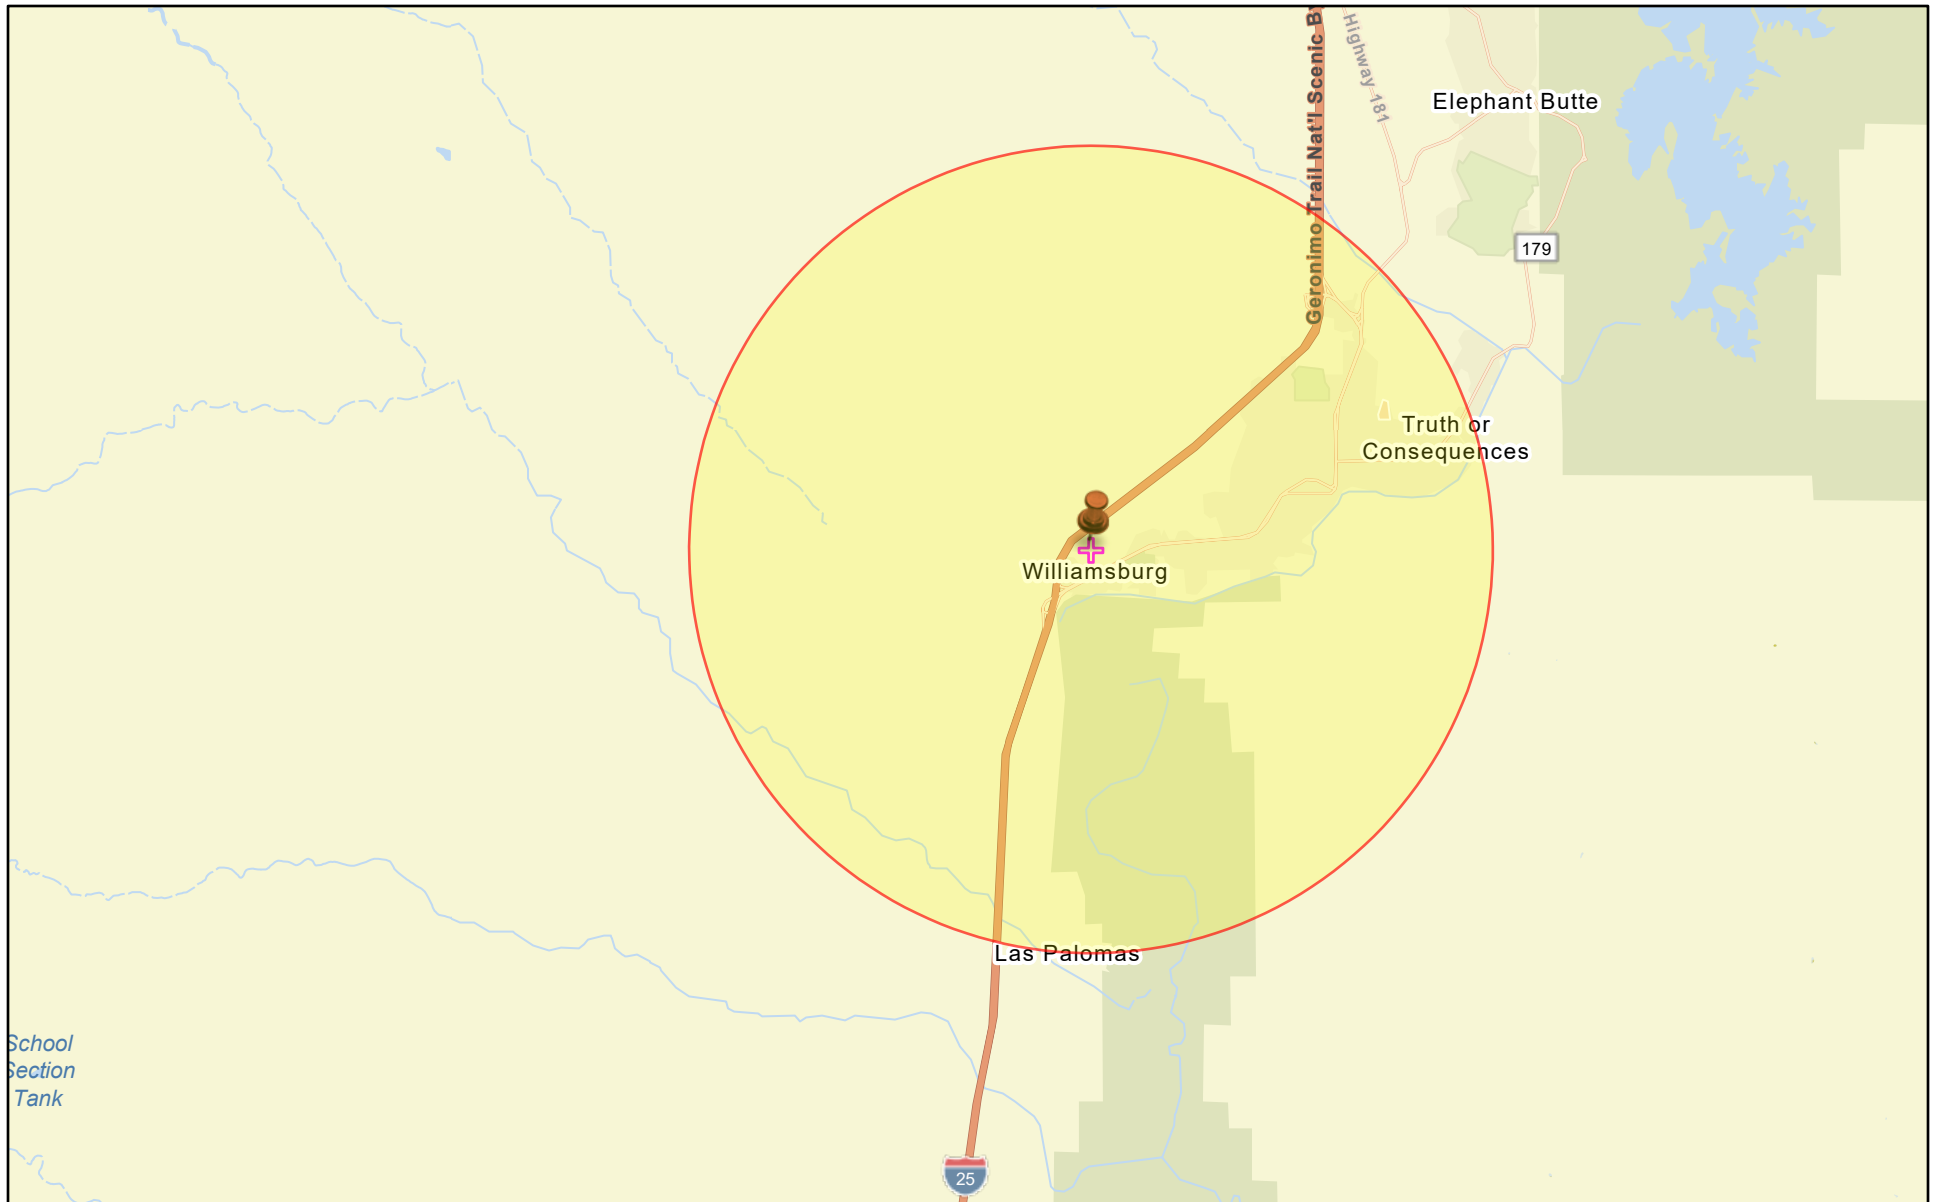 Geronimo Trail Nat'l Scenic B
Highway 181
Elephant Butte
179
Truth or
Consequences
Williamsburg
Las Palomas
School
Section
Tank
25